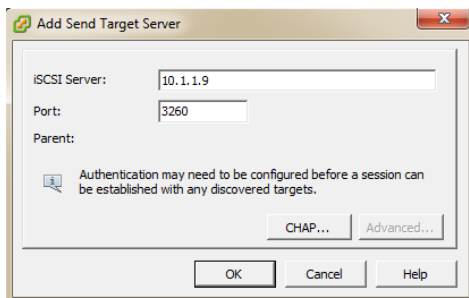 Add Send Target Server
iSCSI Server: 10.1.1.9
Port: 3260
Parent:
Authentication may need to be configured before a session can
be established with any discovered targets.
CHAP... Advanced...
OK Cancel Help